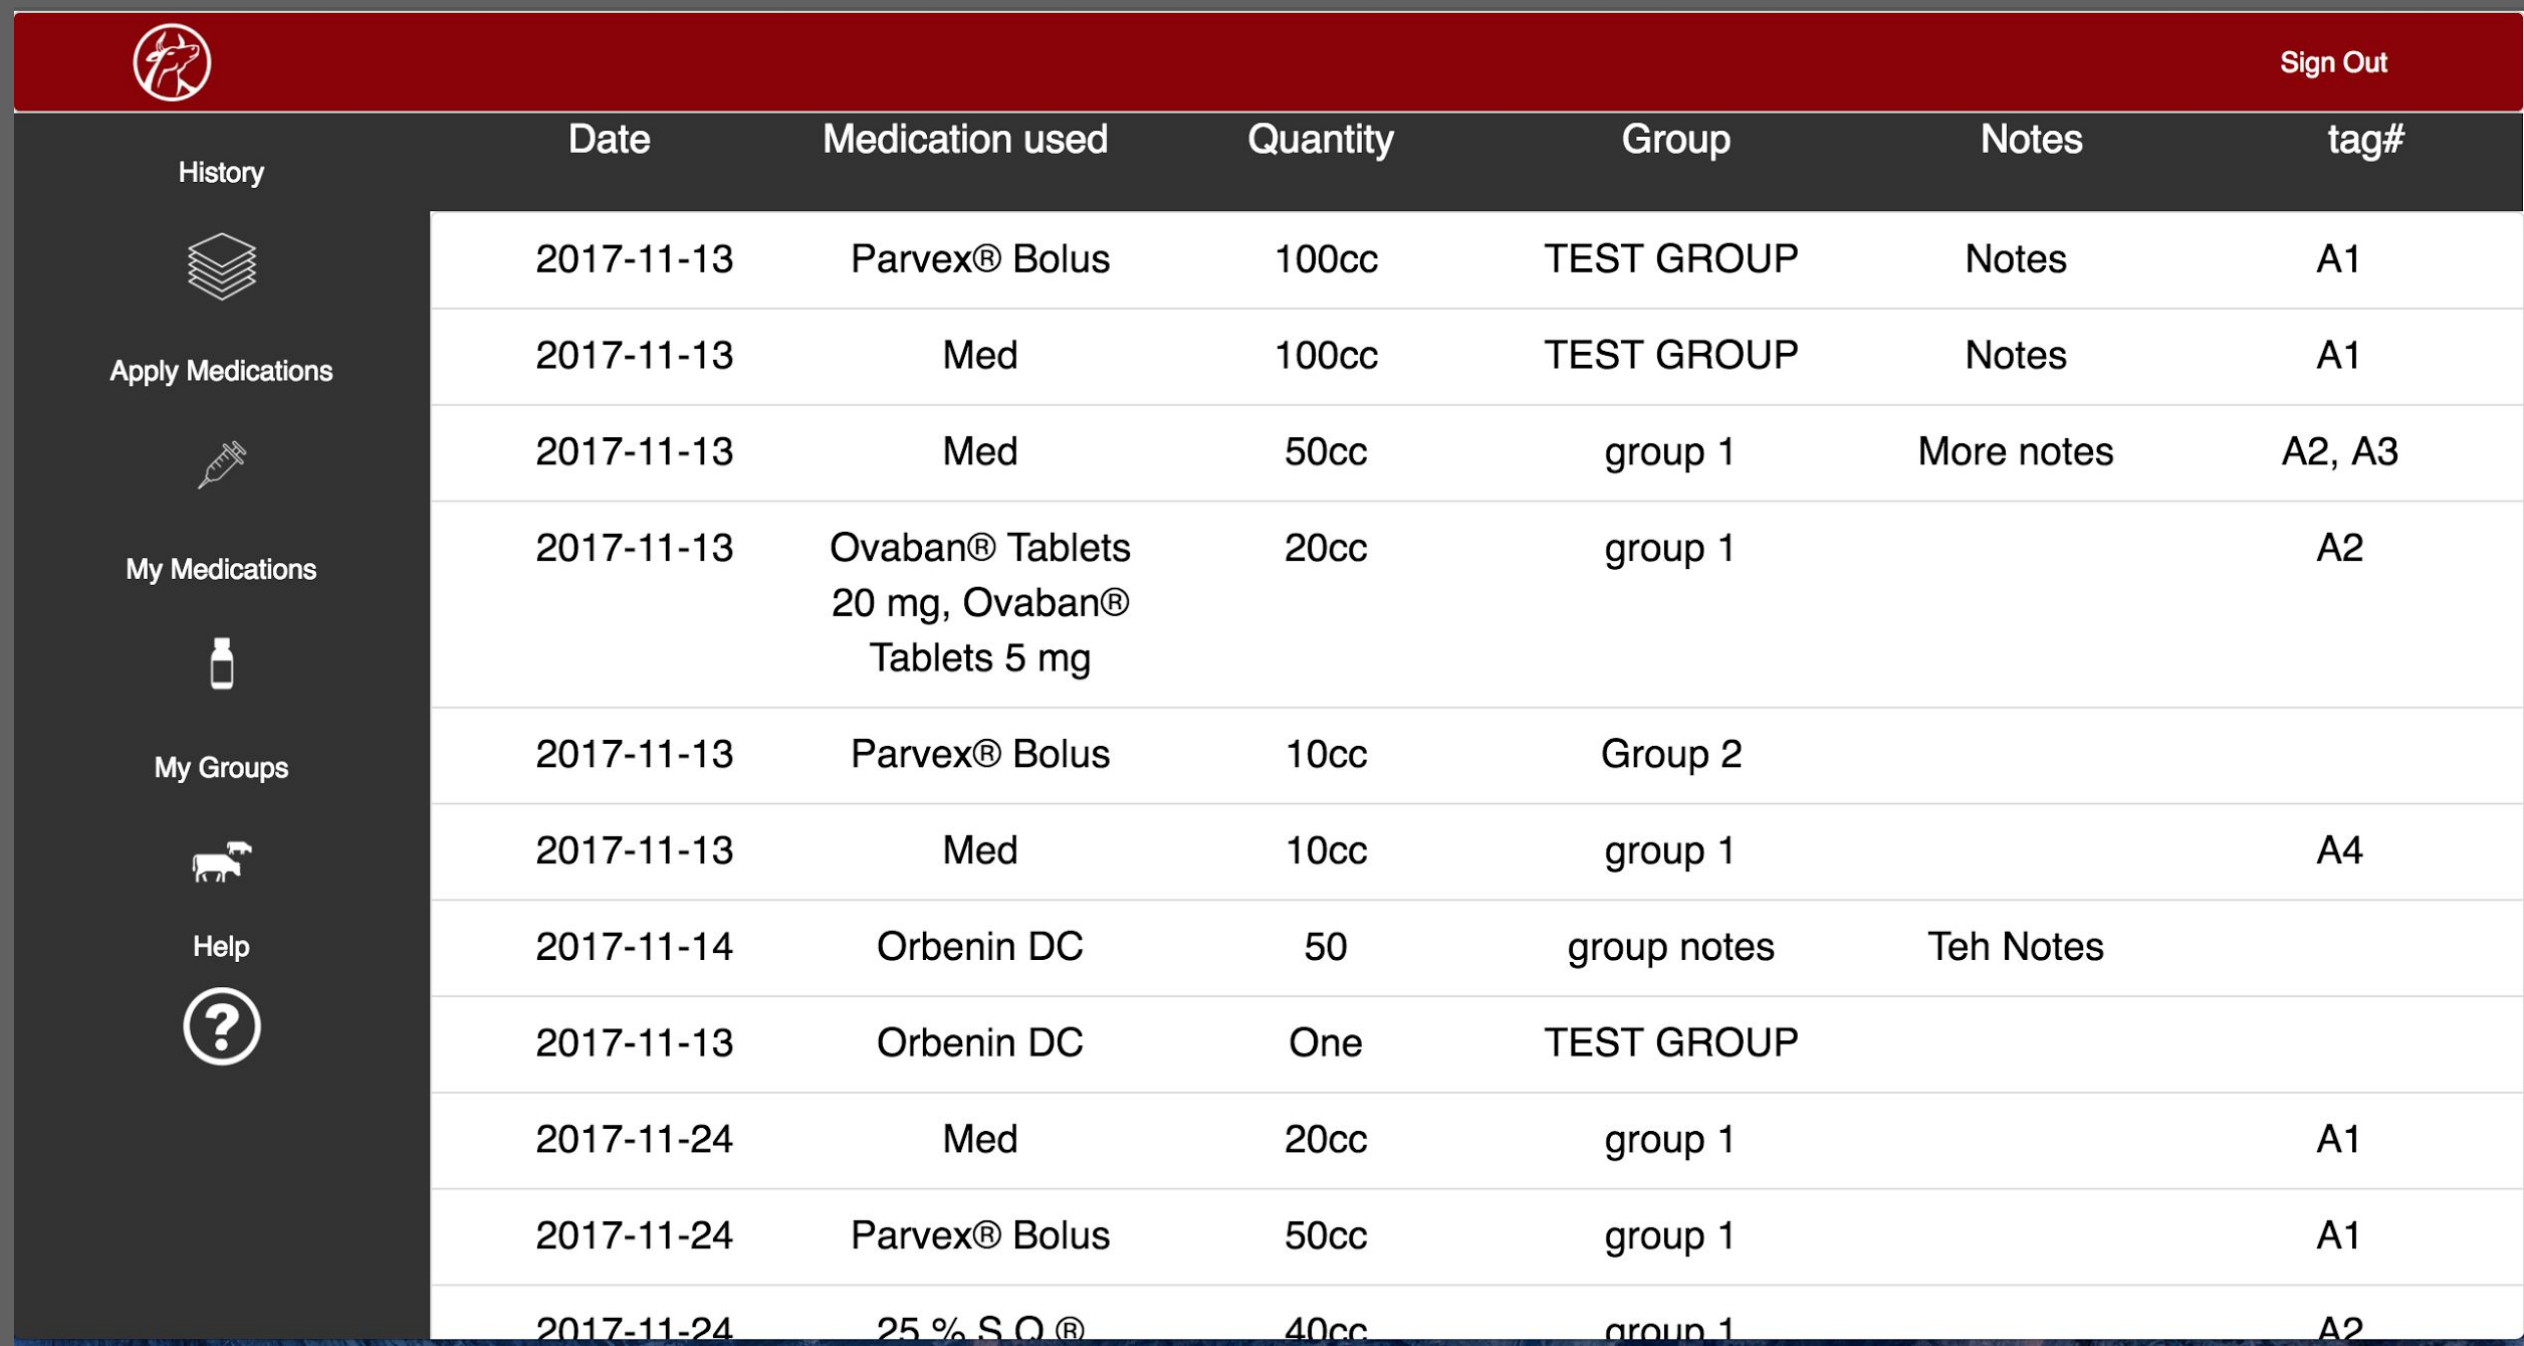 Sign Out
History
Apply Medications
My Medications
My Groups
Help
Date Medication used Quantity Group Notes tag#
2017-11-13 Parvex® Bolus 100cc TEST GROUP Notes A1
2017-11-13 Med 100cc TEST GROUP Notes A1
2017-11-13 Med 50cc group 1 More notes A2, A3
2017-11-13 Ovaban® Tablets 20cc group 1 A2
20 mg, Ovaban®
Tablets 5 mg
2017-11-13 Parvex® Bolus 10cc Group 2
2017-11-13 Med 10cc group 1 A4
2017-11-14 Orbenin DC 50 group notes Teh Notes
2017-11-13 Orbenin DC One TEST GROUP
2017-11-24 Med 20cc group 1 A1
2017-11-24 Parvex® Bolus 50cc group 1 A1
2017-11-24 25 % S.Q.® 40cc group 1 A2